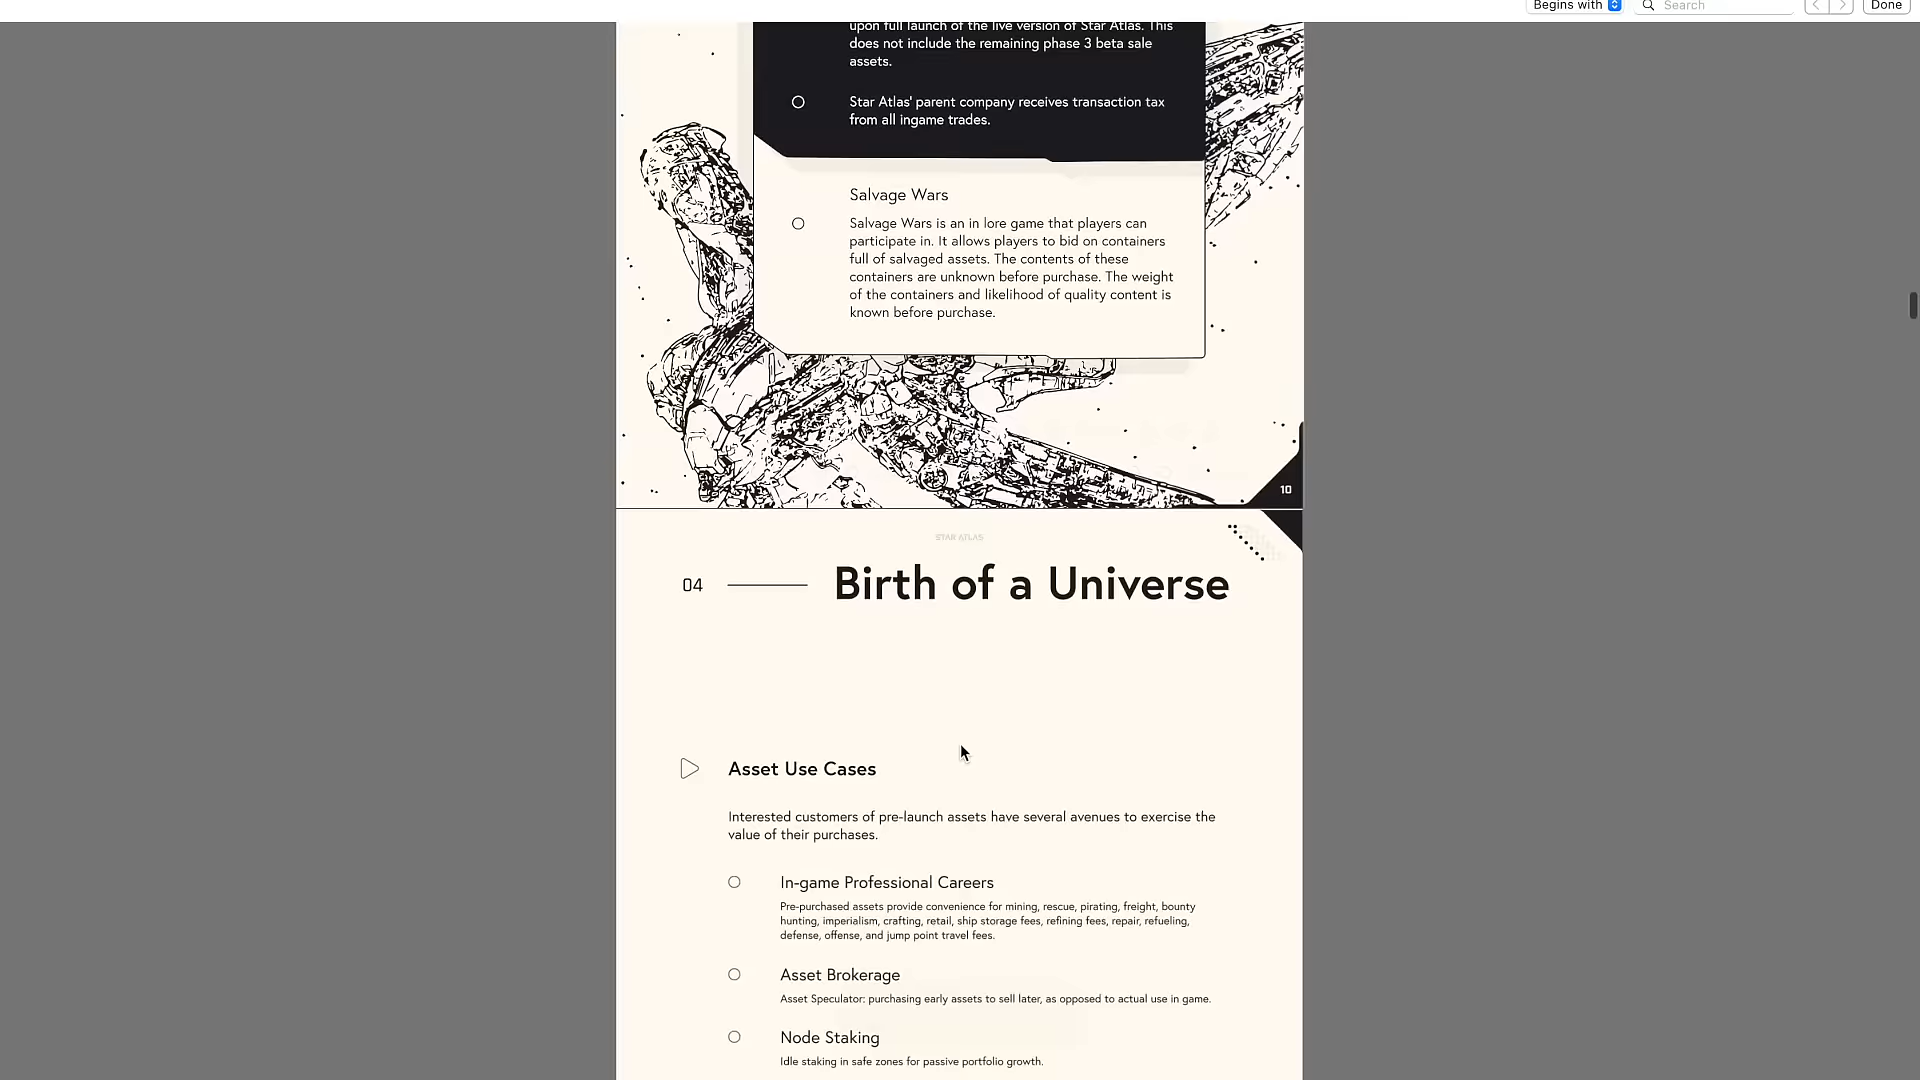 Begins with
Search
Done
upon full launch of the live version of Star Atlas. This
does not include the remaining phase 3 beta sale
assets.
Star Atlas' parent company receives transaction tax
from all ingame trades.
Salvage Wars
Salvage Wars is an in lore game that players can
participate in. It allows players to bid on containers
full of salvaged assets. The contents of these
containers are unknown before purchase. The weight
of the containers and likelihood of quality content is
known before purchase.
10
STAR ATLAS
04
Birth of a Universe
Asset Use Cases
Interested customers of pre-launch assets have several avenues to exercise the
value of their purchases.
In-game Professional Careers
Pre-purchased assets provide convenience for mining, rescue, pirating, freight, bounty
hunting, imperialism, crafting, retail, ship storage fees, refining fees, repair, refueling,
defense, offense, and jump point travel fees.
Asset Brokerage
Asset Speculator: purchasing early assets to sell later, as opposed to actual use in game.
Node Staking
Idle staking in safe zones for passive portfolio growth.